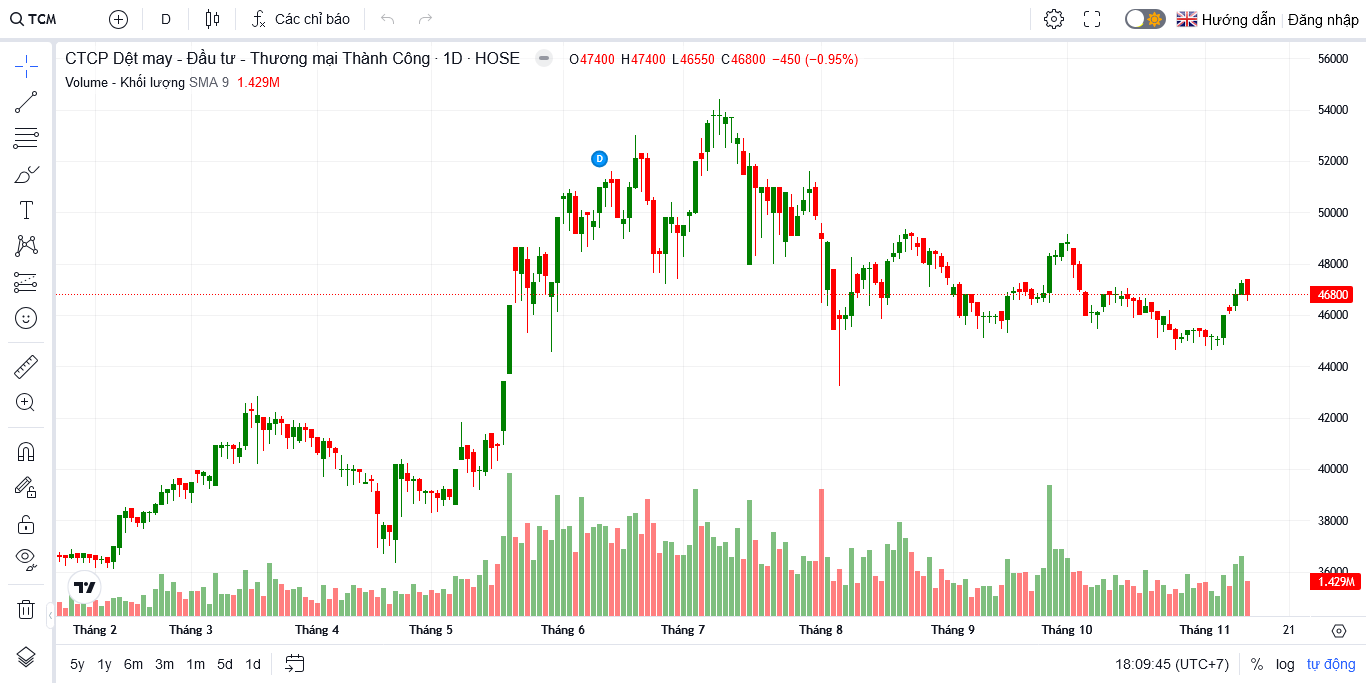 TCM D Các chỉ báo Hướng dẫn Đăng nhập
CTCP Dệt may - Đầu tư - Thương mại Thành Công · 1D · HOSE O47400 H47400 L46550 C46800 −450 (−0.95%)
Volume - Khối lượng SMA 9 1.429M
D
56000
54000
52000
50000
48000
46800
46000
44000
42000
40000
38000
36000
1.429M
Tháng 2 Tháng 3 Tháng 4 Tháng 5 Tháng 6 Tháng 7 Tháng 8 Tháng 9 Tháng 10 Tháng 11 21
5y 1y 6m 3m 1m 5d 1d 18:09:45 (UTC+7) % log tự động